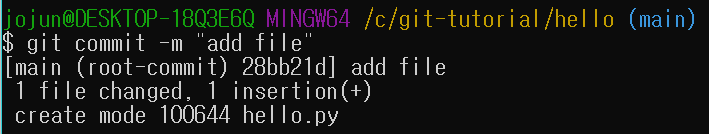 jojun@DESKTOP-18Q3E6Q MINGW64 /c/git-tutorial/hello (main)
$ git commit -m "add file"
[main (root-commit) 28bb21d] add file
 1 file changed, 1 insertion(+)
 create mode 100644 hello.py